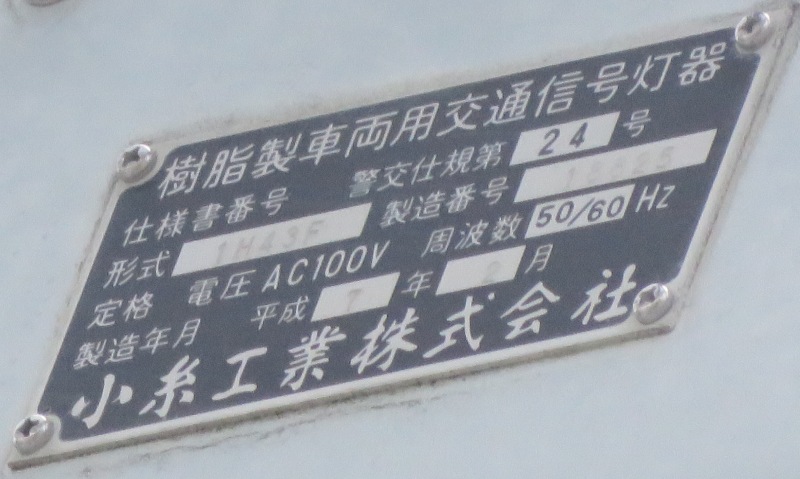 樹脂製車両用交通信号灯器
仕様書番号 警交仕規第 24 号
形式 1H43F 製造番号
定格 電圧 AC100V 周波数 50/60 Hz
製造年月 平成 7 年 2 月
小糸工業株式会社